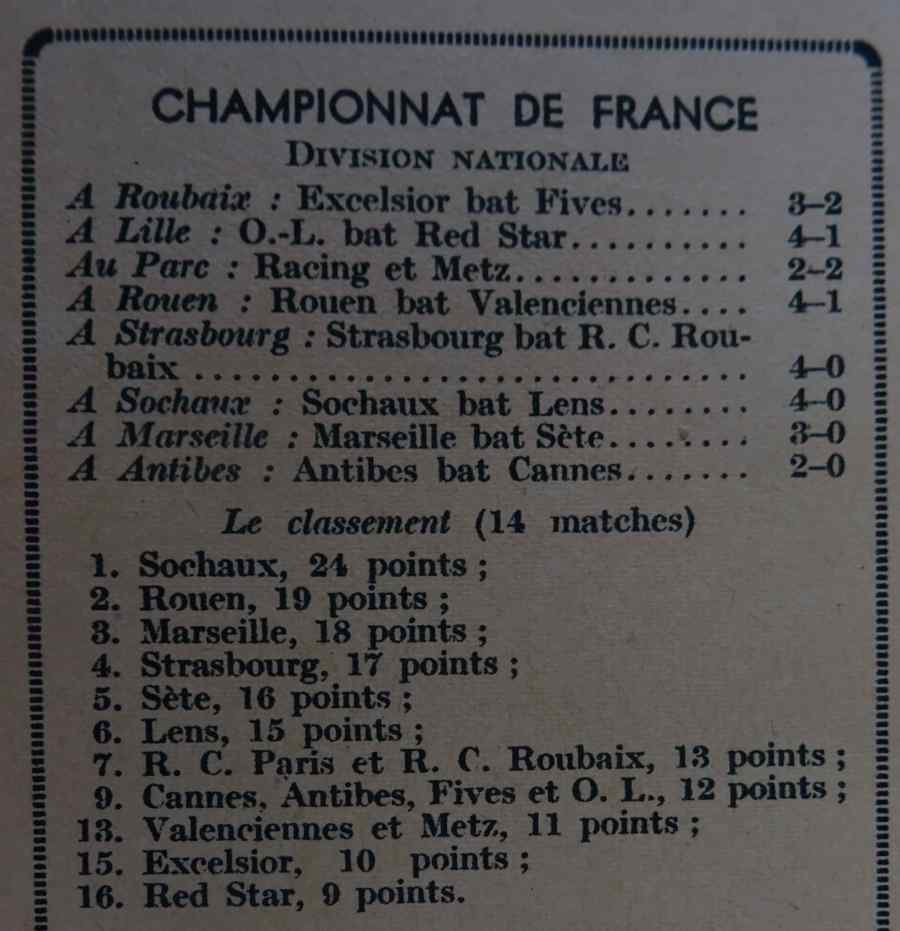 CHAMPIONNAT DE FRANCE
DIVISION NATIONALE
A Roubaix : Excelsior bat Fives....... 3–2
A Lille : O.-L. bat Red Star.......... 4–1
Au Parc : Racing et Metz............. 2–2
A Rouen : Rouen bat Valenciennes.... 4–1
A Strasbourg : Strasbourg bat R. C. Rou-
baix ............................. 4–0
A Sochaux : Sochaux bat Lens........ 4–0
A Marseille : Marseille bat Sète........ 3–0
A Antibes : Antibes bat Cannes....... 2–0
Le classement (14 matches)
1. Sochaux, 24 points ;
2. Rouen, 19 points ;
3. Marseille, 18 points ;
4. Strasbourg, 17 points ;
5. Sète, 16 points ;
6. Lens, 15 points ;
7. R. C. Paris et R. C. Roubaix, 13 points ;
9. Cannes, Antibes, Fives et O. L., 12 points ;
13. Valenciennes et Metz, 11 points ;
15. Excelsior, 10 points ;
16. Red Star, 9 points.